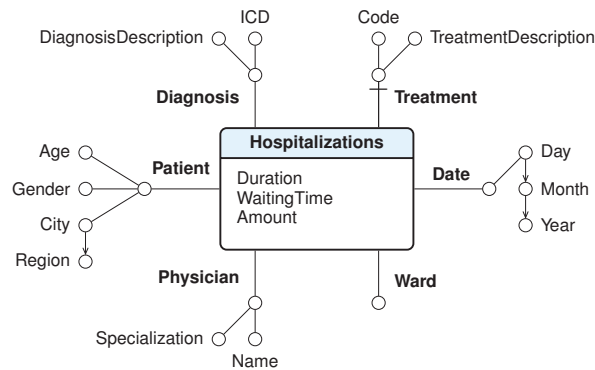 ICD
Code
DiagnosisDescription
TreatmentDescription
Diagnosis
Treatment
Hospitalizations
Age
Patient
Duration
WaitingTime
Amount
Date
Day
Gender
Month
City
Year
Region
Physician
Ward
Specialization
Name